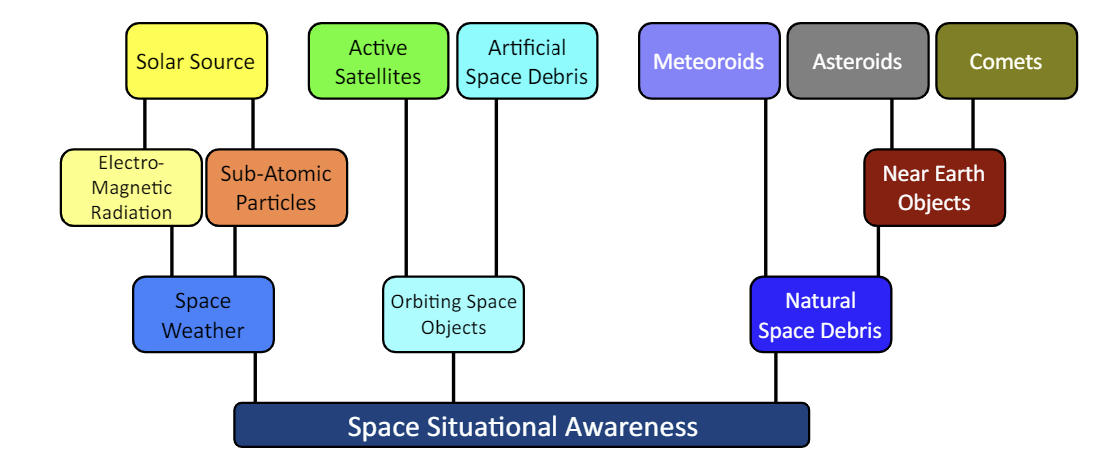 Solar Source
Active
Satellites
Artificial
Space Debris
Meteoroids
Asteroids
Comets
Electro-
Magnetic
Radiation
Sub-Atomic
Particles
Near Earth
Objects
Space
Weather
Orbiting Space
Objects
Natural
Space Debris
Space Situational Awareness